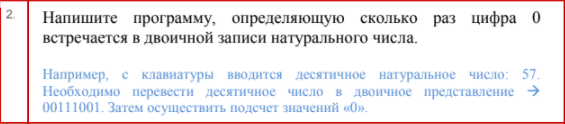 2.
Напишите программу, определяющую сколько раз цифра 0
встречается в двоичной записи натурального числа.
Например, с клавиатуры вводится десятичное натуральное число: 57.
Необходимо перевести десятичное число в двоичное представление →
00111001. Затем осуществить подсчет значений «0».